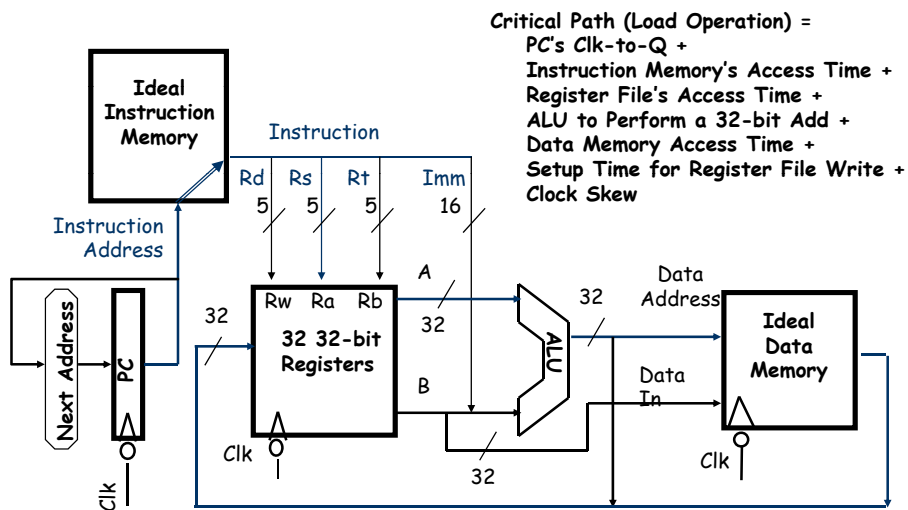 Critical Path (Load Operation) =
PC's Clk-to-Q +
Instruction Memory's Access Time +
Register File's Access Time +
ALU to Perform a 32-bit Add +
Data Memory Access Time +
Setup Time for Register File Write +
Clock Skew
Ideal
Instruction
Memory
Instruction
Rd
Rs
Rt
Imm
5
5
5
16
Instruction
Address
Rw
Ra
Rb
32 32-bit
Registers
Clk
32
A
32
B
32
ALU
32
Data
Address
Data
In
Ideal
Data
Memory
Clk
Next Address
PC
Clk